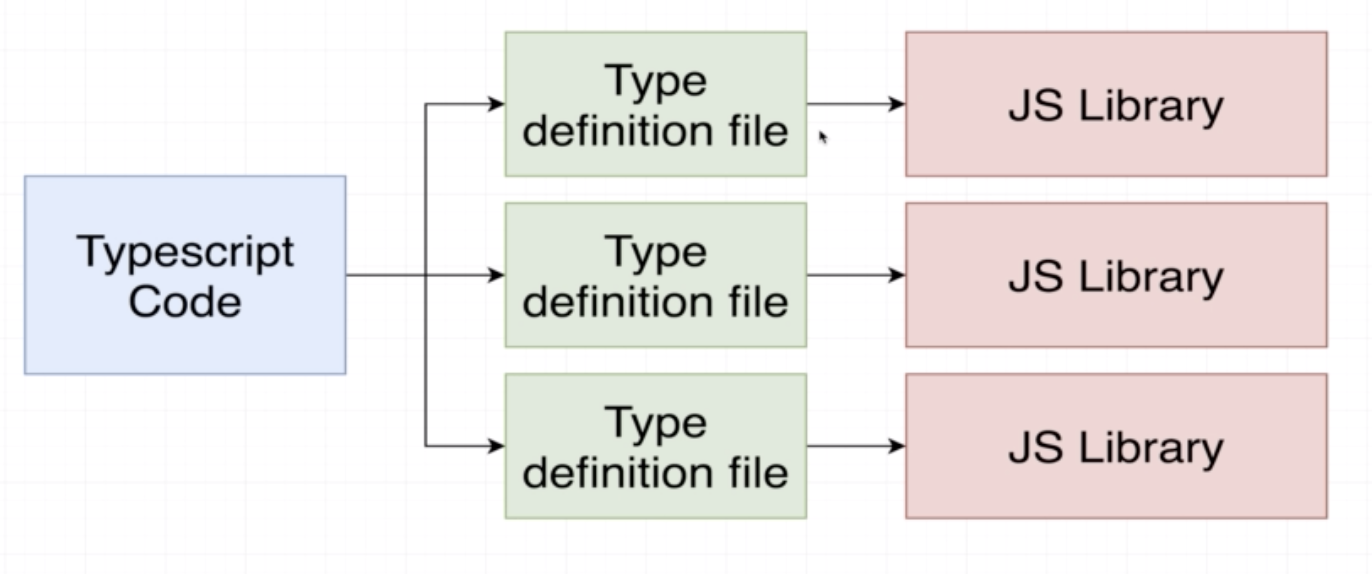 Type
definition file
JS Library
Typescript
Code
Type
definition file
JS Library
Type
definition file
JS Library